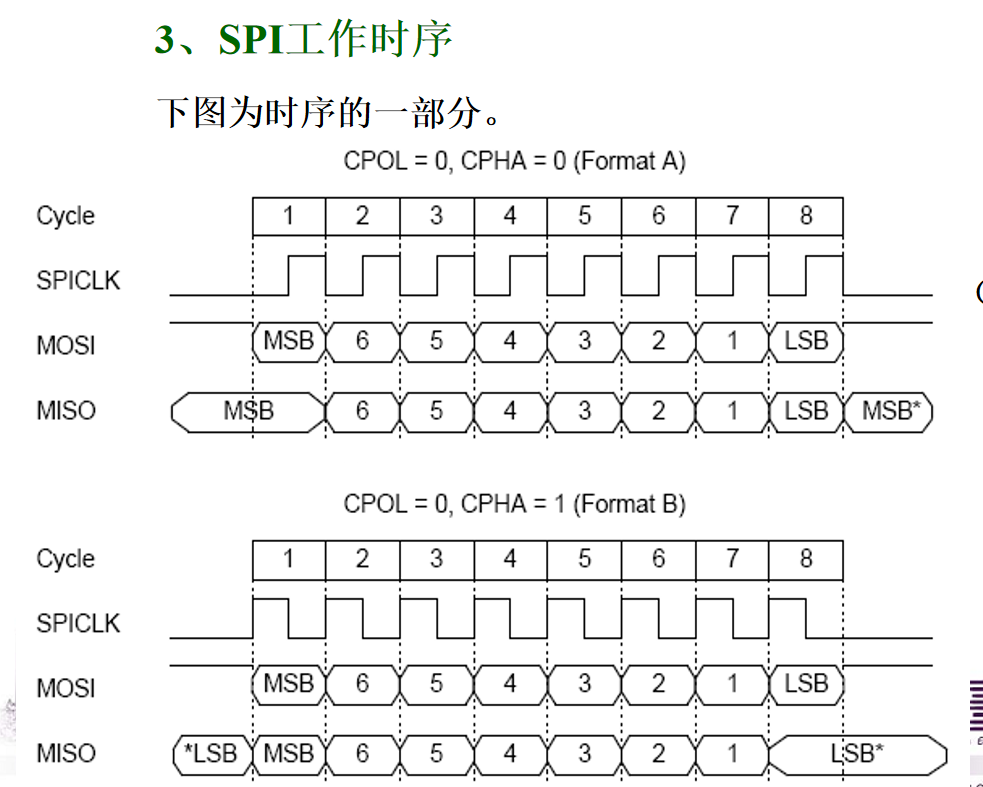 3、SPI工作时序
下图为时序的一部分。
CPOL = 0, CPHA = 0 (Format A)
Cycle 1 2 3 4 5 6 7 8
SPICLK
MOSI MSB 6 5 4 3 2 1 LSB
MISO MSB 6 5 4 3 2 1 LSB MSB*
CPOL = 0, CPHA = 1 (Format B)
Cycle 1 2 3 4 5 6 7 8
SPICLK
MOSI MSB 6 5 4 3 2 1 LSB
MISO *LSB MSB 6 5 4 3 2 1 LSB*